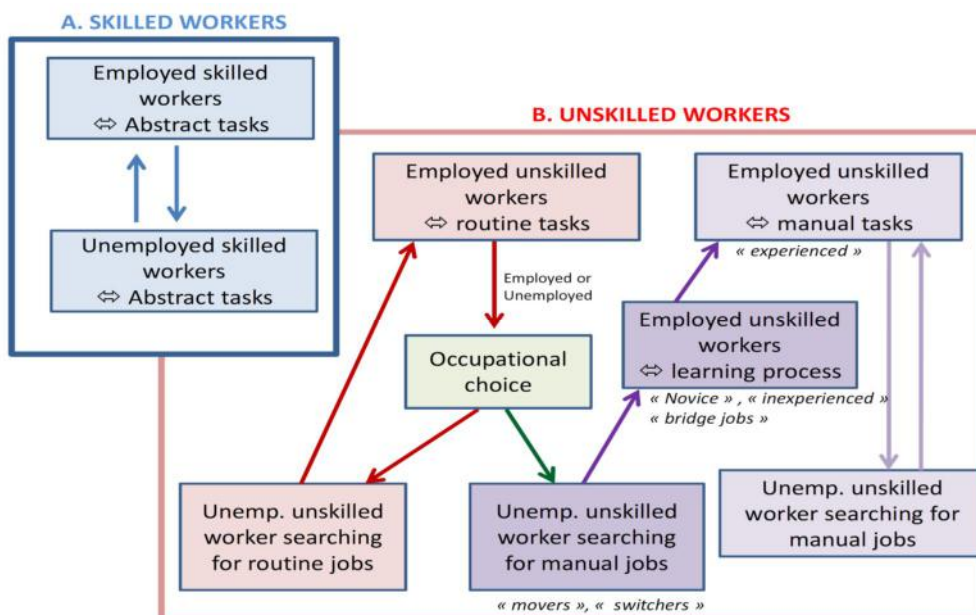 A. SKILLED WORKERS
Employed skilled
workers
⇔ Abstract tasks
Unemployed skilled
workers
⇔ Abstract tasks
B. UNSKILLED WORKERS
Employed unskilled
workers
⇔ routine tasks
Employed or
Unemployed
Occupational
choice
Unemp. unskilled
worker searching
for routine jobs
Unemp. unskilled
worker searching
for manual jobs
« movers », « switchers »
Employed unskilled
workers
⇔ learning process
« Novice » , « inexperienced »
« bridge jobs »
Employed unskilled
workers
⇔ manual tasks
« experienced »
Unemp. unskilled
worker searching for
manual jobs